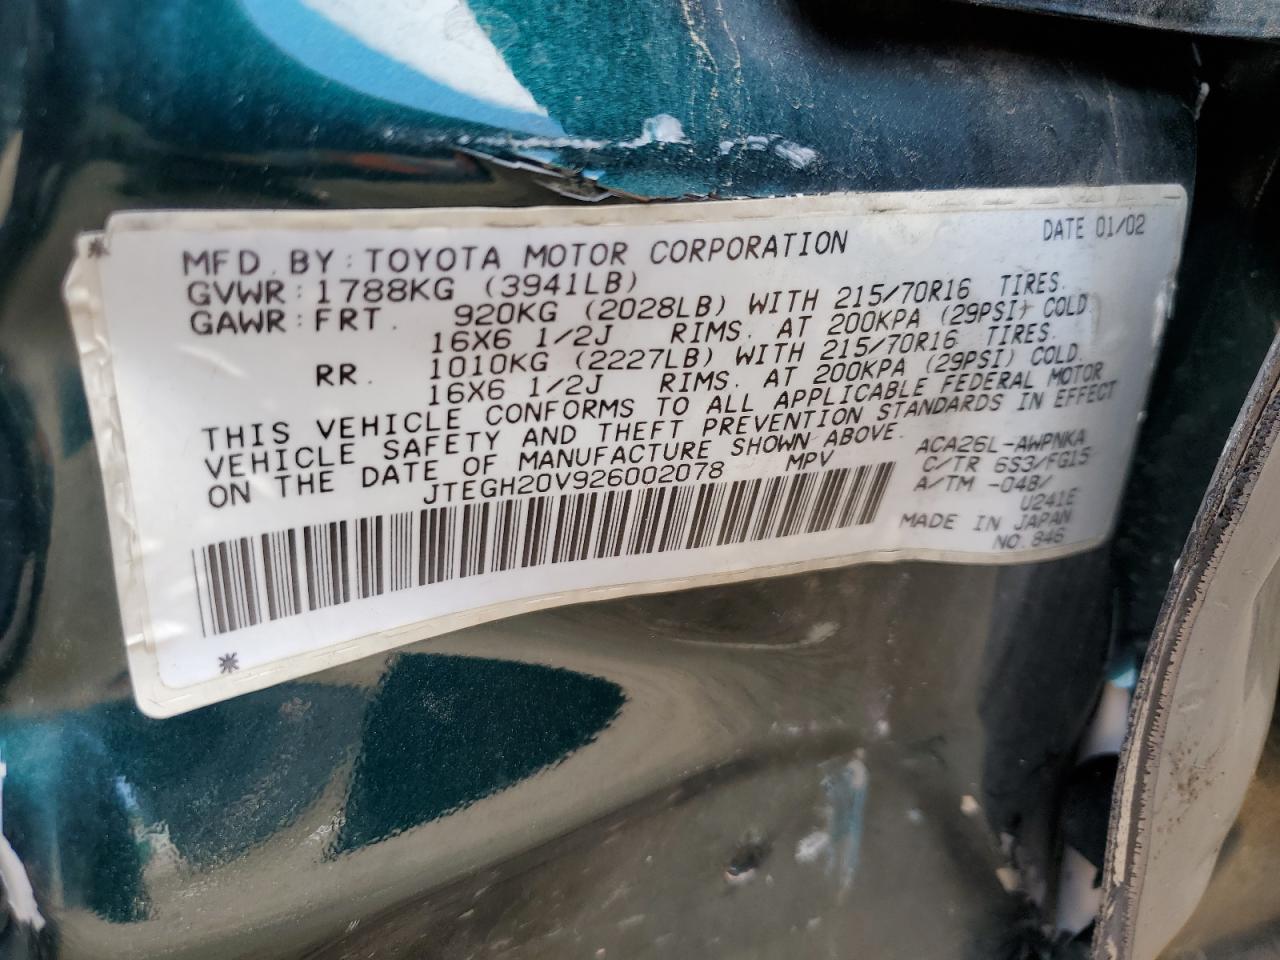 MFD. BY: TOYOTA MOTOR CORPORATION DATE 01/02
GVWR: 1788KG (3941LB)
GAWR: FRT. 920KG (2028LB) WITH 215/70R16 TIRES.
16X6 1/2J RIMS. AT 200KPA (29PSI) COLD.
RR. 1010KG (2227LB) WITH 215/70R16 TIRES.
16X6 1/2J RIMS. AT 200KPA (29PSI) COLD.
THIS VEHICLE CONFORMS TO ALL APPLICABLE FEDERAL MOTOR
VEHICLE SAFETY AND THEFT PREVENTION STANDARDS IN EFFECT
ON THE DATE OF MANUFACTURE SHOWN ABOVE.
JTEGH20V926002078 MPV
ACA26L-AWPNKA
C/TR 6S3/FG15
A/TM -04B/
U241E
MADE IN JAPAN
NO.846